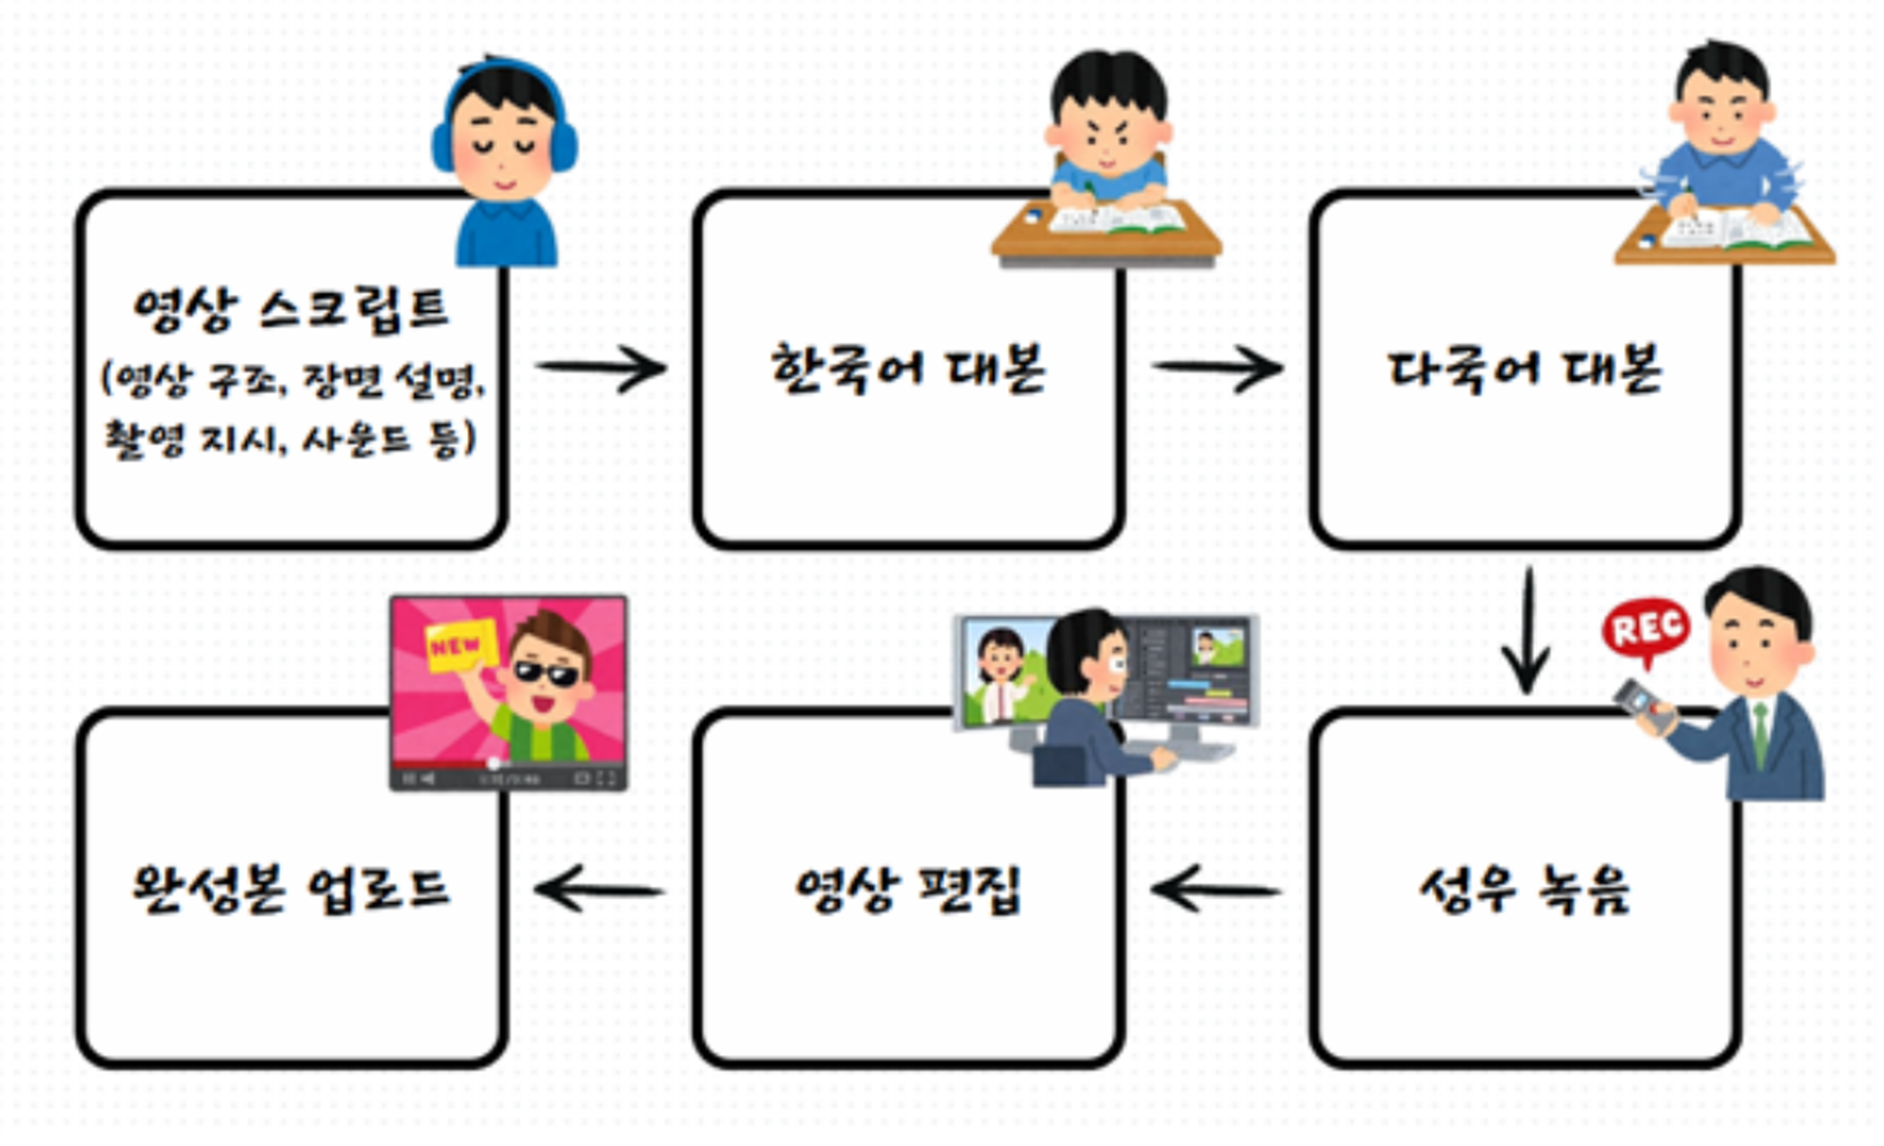 영상 스크립트
(영상 구조, 장면 설명,
촬영 지시, 사운드 등)
한국어 대본
다국어 대본
REC
성우 녹음
영상 편집
NEW
완성본 업로드